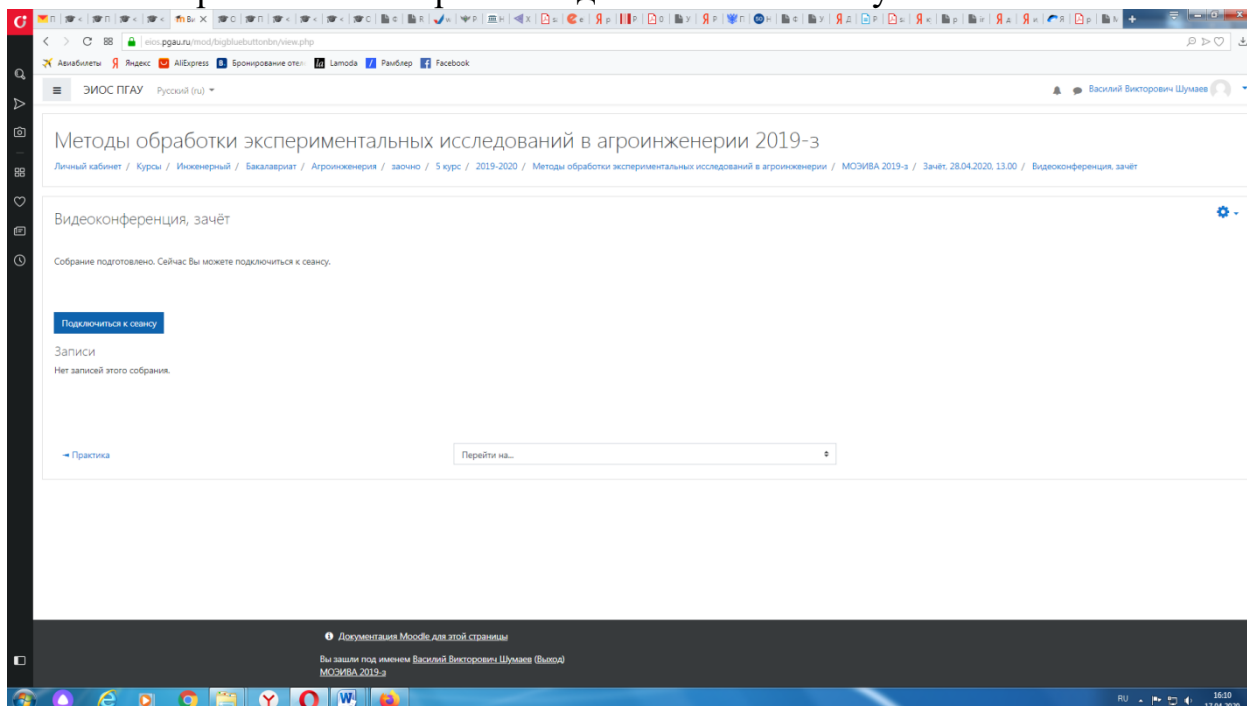 eios.pgau.ru/mod/bigbluebuttonbn/view.php
Авиабилеты Яндекс AliExpress Бронирование отел Lamoda Рамблер Facebook
ЭИОС ПГАУ Русский (ru) Василий Викторович Шумаев
Методы обработки экспериментальных исследований в агроинженерии 2019-з
Личный кабинет / Курсы / Инженерный / Бакалавриат / Агроинженерия / заочно / 5 курс / 2019-2020 / Методы обработки экспериментальных исследований в агроинженерии / МОЭИВА 2019-з / Зачёт, 28.04.2020, 13.00 / Видеоконференция, зачёт
Видеоконференция, зачёт
Собрание подготовлено. Сейчас Вы можете подключиться к сеансу.
Подключиться к сеансу
Записи
Нет записей этого собрания.
Практика Перейти на...
Документация Moodle для этой страницы
Вы зашли под именем Василий Викторович Шумаев (Выход)
МОЭИВА 2019-з
RU 16:10